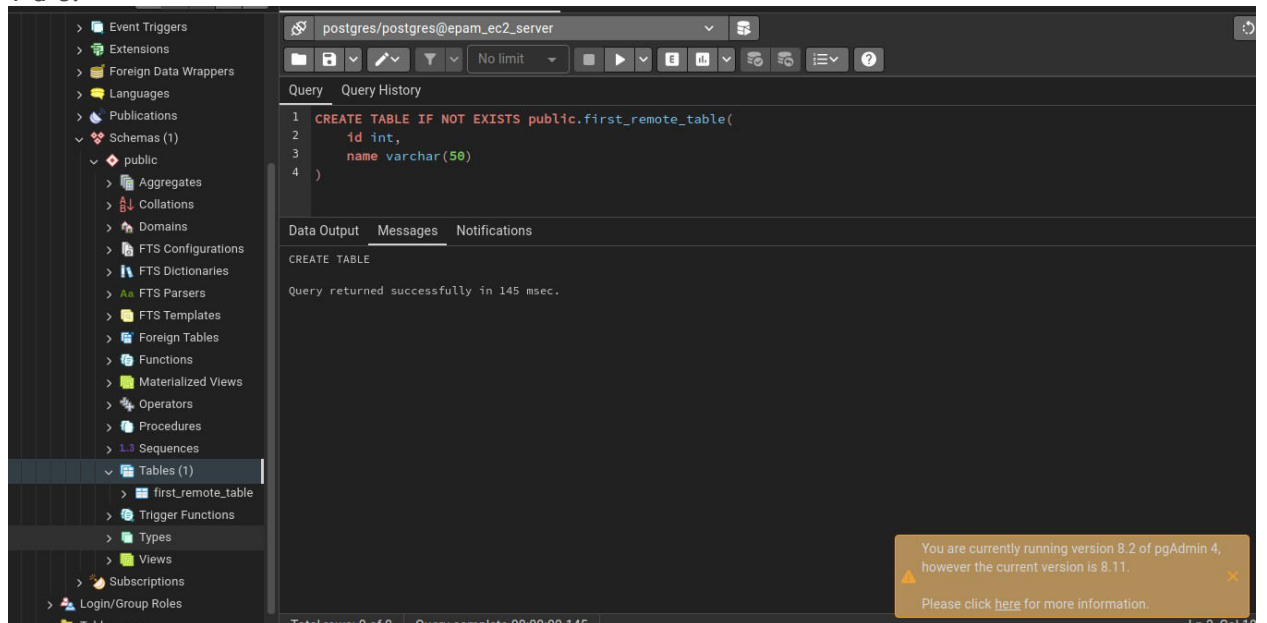 Event Triggers
Extensions
Foreign Data Wrappers
Languages
Publications
Schemas (1)
public
Aggregates
Collations
Domains
FTS Configurations
FTS Dictionaries
Aa FTS Parsers
FTS Templates
Foreign Tables
Functions
Materialized Views
Operators
Procedures
1..3 Sequences
Tables (1)
first_remote_table
Trigger Functions
Types
Views
Subscriptions
Login/Group Roles
postgres/postgres@epam_ec2_server
No limit
Query Query History
1 CREATE TABLE IF NOT EXISTS public.first_remote_table(
2 id int,
3 name varchar(50)
4 )
Data Output Messages Notifications
CREATE TABLE
Query returned successfully in 145 msec.
You are currently running version 8.2 of pgAdmin 4,
however the current version is 8.11.
Please click here for more information.